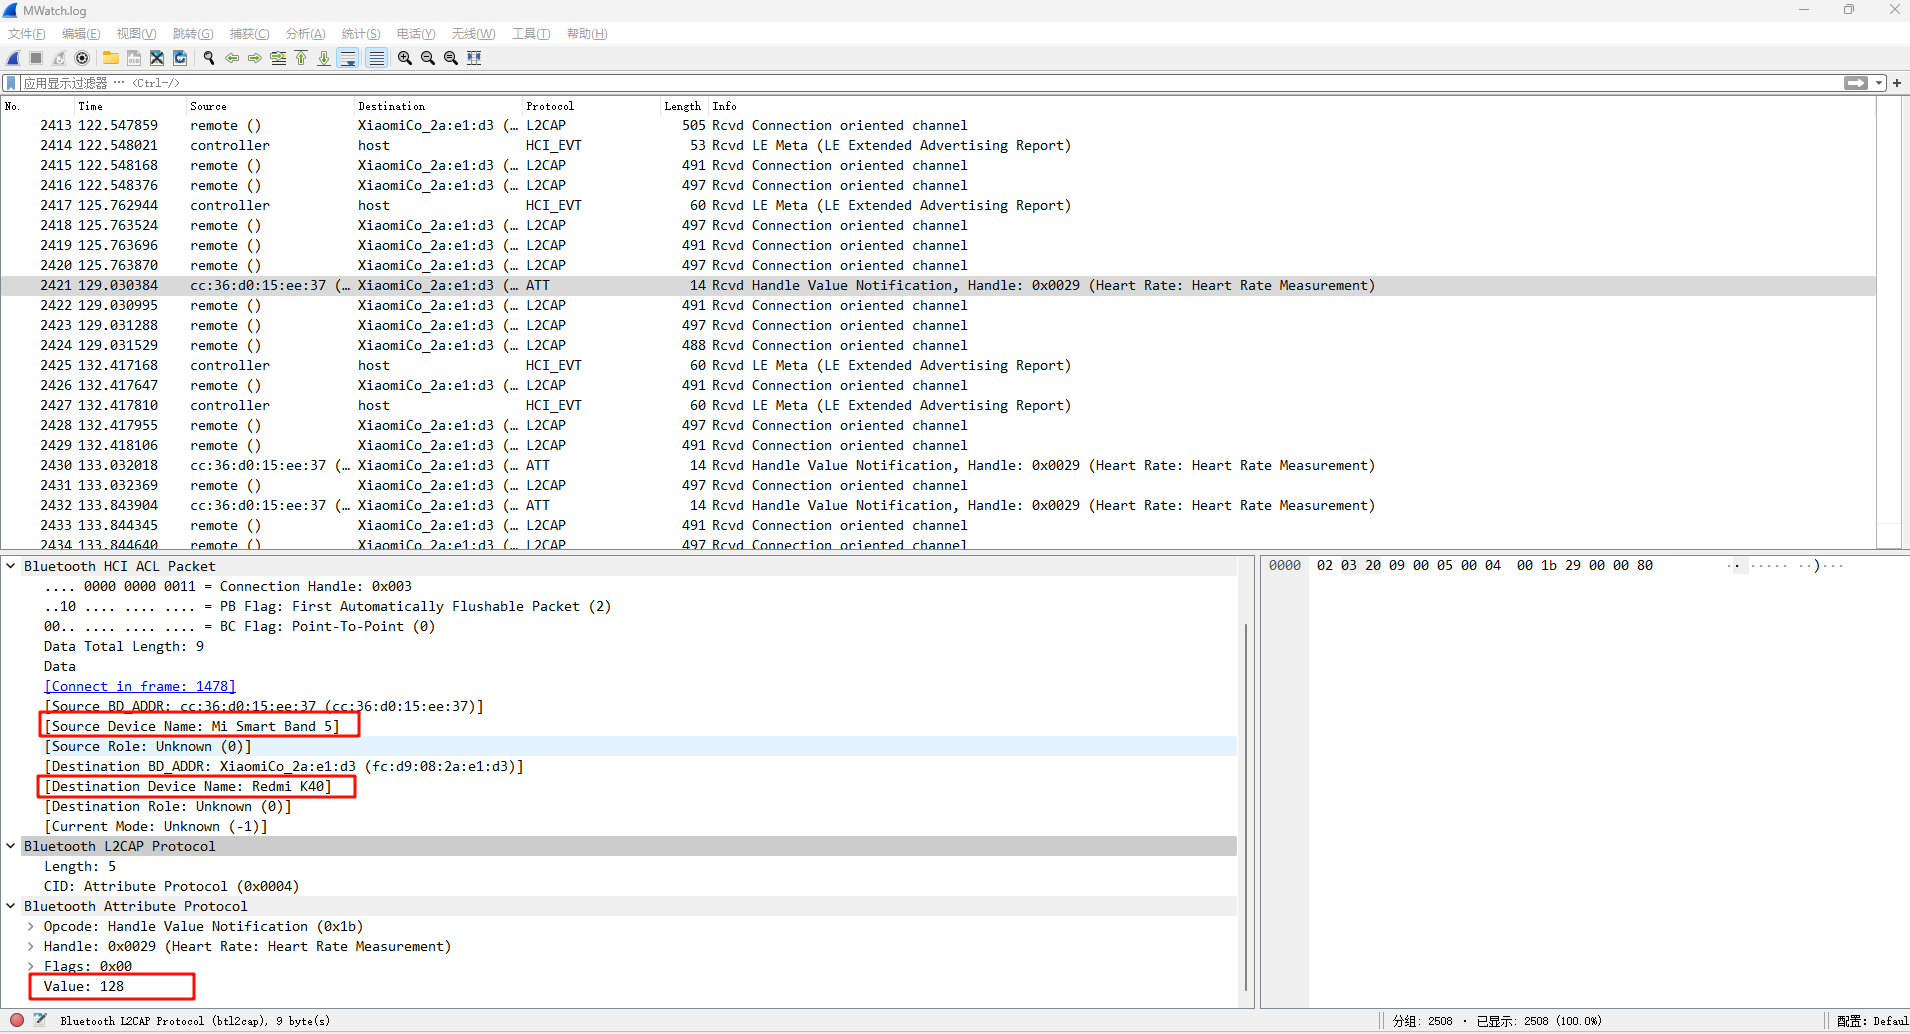 MWatch.log
文件(F) 编辑(E) 视图(V) 跳转(G) 捕获(C) 分析(A) 统计(S) 电话(Y) 无线(W) 工具(T) 帮助(H)
应用显示过滤器 … <Ctrl-/>
No. Time Source Destination Protocol Length Info
2413 122.547859 remote () XiaomiCo_2a:e1:d3 (… L2CAP 505 Rcvd Connection oriented channel
2414 122.548021 controller host HCI_EVT 53 Rcvd LE Meta (LE Extended Advertising Report)
2415 122.548168 remote () XiaomiCo_2a:e1:d3 (… L2CAP 491 Rcvd Connection oriented channel
2416 122.548376 remote () XiaomiCo_2a:e1:d3 (… L2CAP 497 Rcvd Connection oriented channel
2417 125.762944 controller host HCI_EVT 60 Rcvd LE Meta (LE Extended Advertising Report)
2418 125.763524 remote () XiaomiCo_2a:e1:d3 (… L2CAP 497 Rcvd Connection oriented channel
2419 125.763696 remote () XiaomiCo_2a:e1:d3 (… L2CAP 491 Rcvd Connection oriented channel
2420 125.763870 remote () XiaomiCo_2a:e1:d3 (… L2CAP 497 Rcvd Connection oriented channel
2421 129.030384 cc:36:d0:15:ee:37 (… XiaomiCo_2a:e1:d3 (… ATT 14 Rcvd Handle Value Notification, Handle: 0x0029 (Heart Rate: Heart Rate Measurement)
2422 129.030995 remote () XiaomiCo_2a:e1:d3 (… L2CAP 491 Rcvd Connection oriented channel
2423 129.031288 remote () XiaomiCo_2a:e1:d3 (… L2CAP 497 Rcvd Connection oriented channel
2424 129.031529 remote () XiaomiCo_2a:e1:d3 (… L2CAP 488 Rcvd Connection oriented channel
2425 132.417168 controller host HCI_EVT 60 Rcvd LE Meta (LE Extended Advertising Report)
2426 132.417647 remote () XiaomiCo_2a:e1:d3 (… L2CAP 491 Rcvd Connection oriented channel
2427 132.417810 controller host HCI_EVT 60 Rcvd LE Meta (LE Extended Advertising Report)
2428 132.417955 remote () XiaomiCo_2a:e1:d3 (… L2CAP 497 Rcvd Connection oriented channel
2429 132.418106 remote () XiaomiCo_2a:e1:d3 (… L2CAP 491 Rcvd Connection oriented channel
2430 133.032018 cc:36:d0:15:ee:37 (… XiaomiCo_2a:e1:d3 (… ATT 14 Rcvd Handle Value Notification, Handle: 0x0029 (Heart Rate: Heart Rate Measurement)
2431 133.032369 remote () XiaomiCo_2a:e1:d3 (… L2CAP 497 Rcvd Connection oriented channel
2432 133.843904 cc:36:d0:15:ee:37 (… XiaomiCo_2a:e1:d3 (… ATT 14 Rcvd Handle Value Notification, Handle: 0x0029 (Heart Rate: Heart Rate Measurement)
2433 133.844345 remote () XiaomiCo_2a:e1:d3 (… L2CAP 491 Rcvd Connection oriented channel
2434 133.844640 remote () XiaomiCo_2a:e1:d3 (… L2CAP 497 Rcvd Connection oriented channel
Bluetooth HCI ACL Packet
.... 0000 0000 0011 = Connection Handle: 0x003
..10 .... .... .... = PB Flag: First Automatically Flushable Packet (2)
00.. .... .... .... = BC Flag: Point-To-Point (0)
Data Total Length: 9
Data
[Connect in frame: 1478]
[Source BD_ADDR: cc:36:d0:15:ee:37 (cc:36:d0:15:ee:37)]
[Source Device Name: Mi Smart Band 5]
[Source Role: Unknown (0)]
[Destination BD_ADDR: XiaomiCo_2a:e1:d3 (fc:d9:08:2a:e1:d3)]
[Destination Device Name: Redmi K40]
[Destination Role: Unknown (0)]
[Current Mode: Unknown (-1)]
Bluetooth L2CAP Protocol
Length: 5
CID: Attribute Protocol (0x0004)
Bluetooth Attribute Protocol
Opcode: Handle Value Notification (0x1b)
Handle: 0x0029 (Heart Rate: Heart Rate Measurement)
Flags: 0x00
Value: 128
0000 02 03 20 09 00 05 00 04 00 1b 29 00 00 80 ·· ····· ··)···
Bluetooth L2CAP Protocol (btl2cap), 9 byte(s)
分组: 2508 · 已显示: 2508 (100.0%)
配置: Defaul